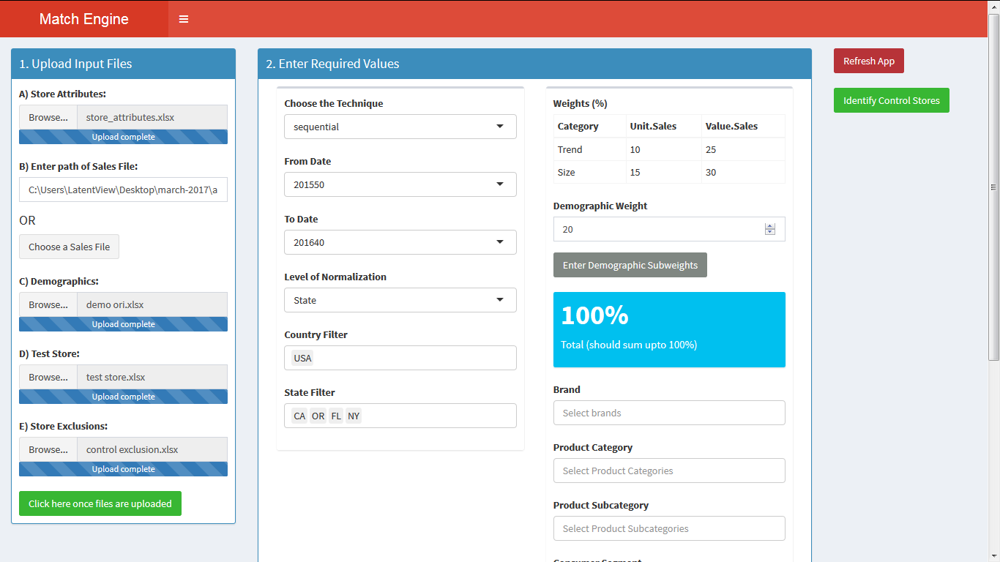 Match Engine
1. Upload Input Files
A) Store Attributes:
Browse... store_attributes.xlsx
Upload complete
B) Enter path of Sales File:
C:\Users\LatentView\Desktop\march-2017\a
OR
Choose a Sales File
C) Demographics:
Browse... demo ori.xlsx
Upload complete
D) Test Store:
Browse... test store.xlsx
Upload complete
E) Store Exclusions:
Browse... control exclusion.xlsx
Upload complete
Click here once files are uploaded
2. Enter Required Values
Choose the Technique
sequential
From Date
201550
To Date
201640
Level of Normalization
State
Country Filter
USA
State Filter
CA OR FL NY
Weights (%)
Category Unit.Sales Value.Sales
Trend 10 25
Size 15 30
Demographic Weight
20
Enter Demographic Subweights
100%
Total (should sum upto 100%)
Brand
Select brands
Product Category
Select Product Categories
Product Subcategory
Select Product Subcategories
Consumer Segment
Refresh App
Identify Control Stores